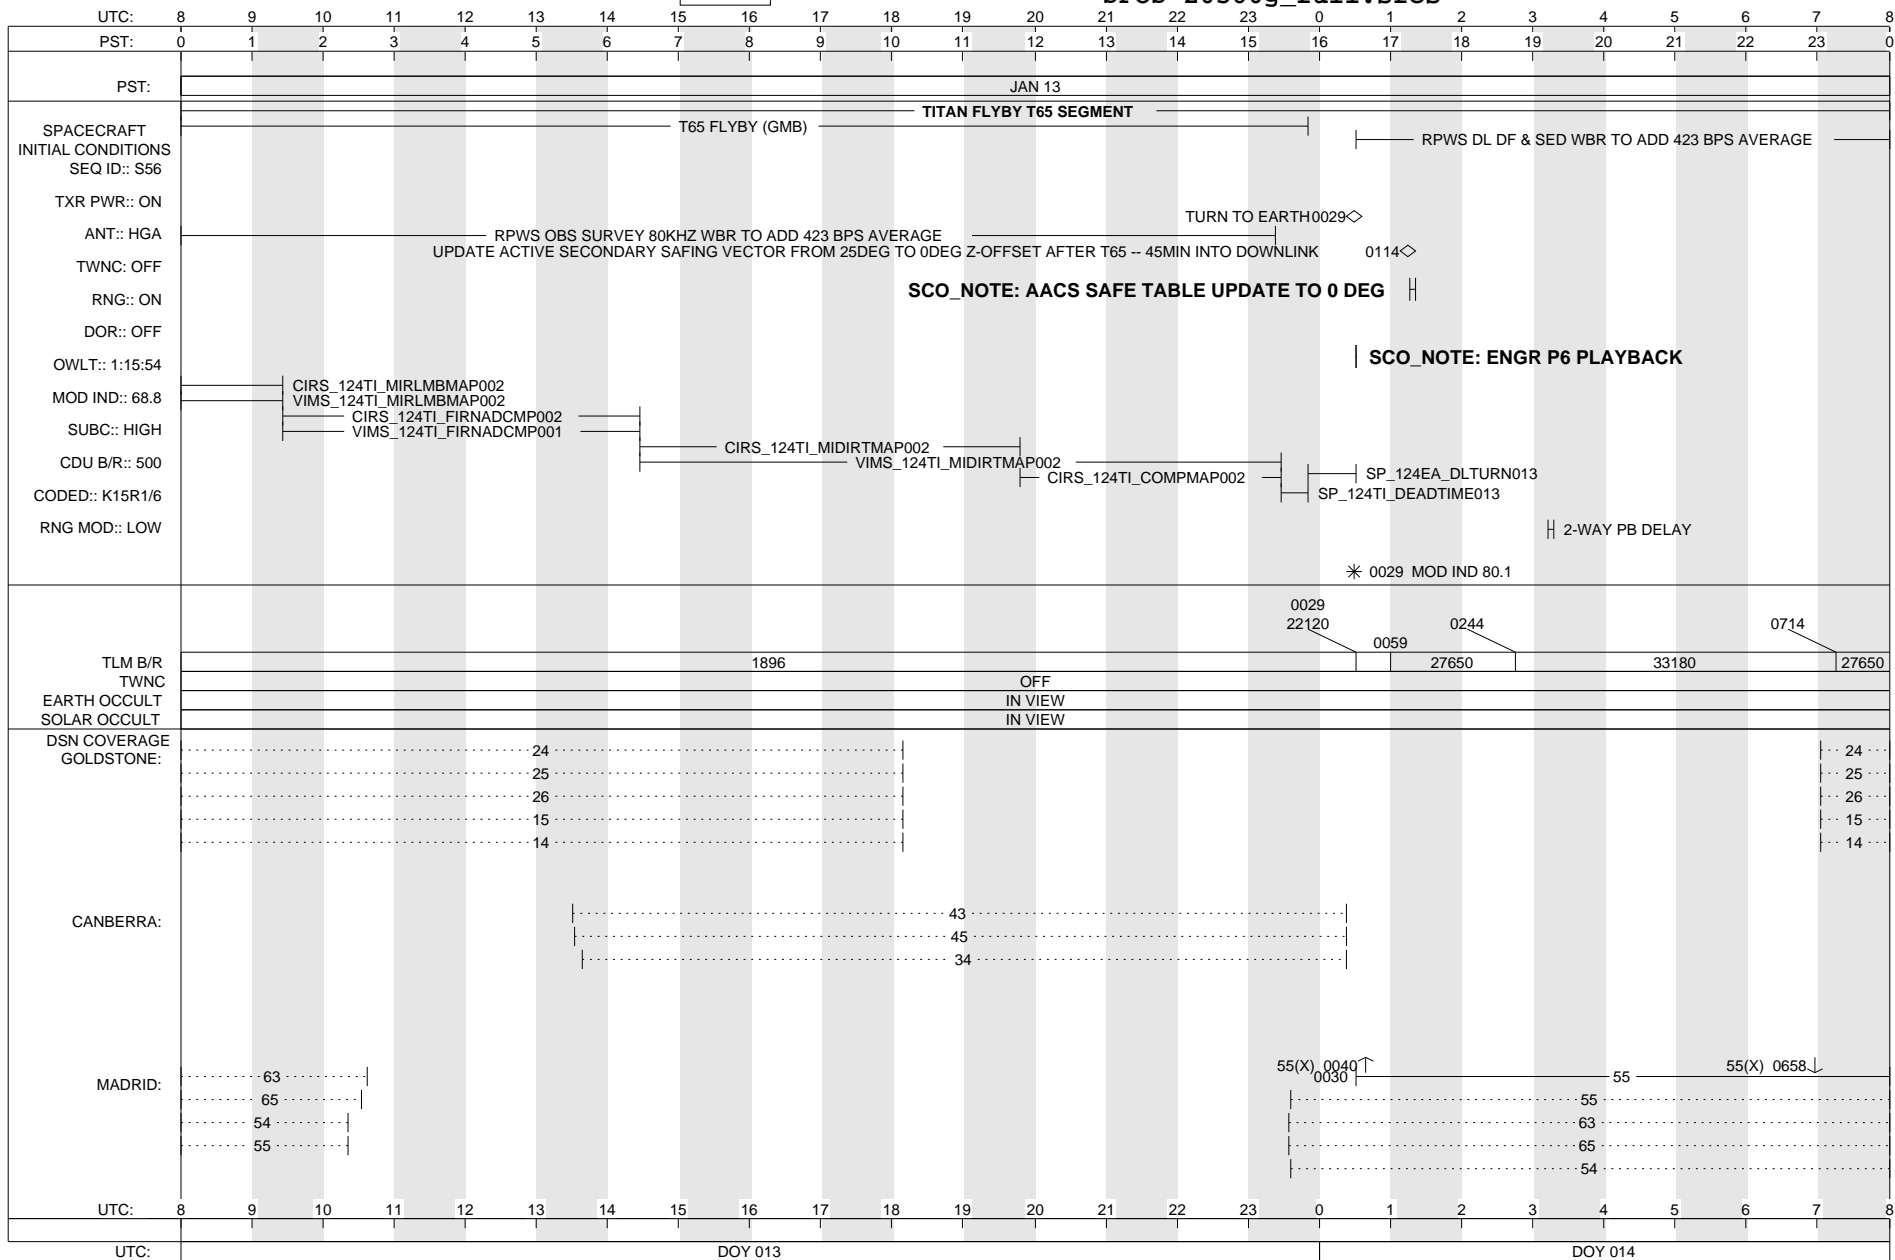 UTC: 8 9 10 11 12 13 14 15 16 17 18 19 20 21 22 23 0 1 2 3 4 5 6 7 8
PST: 0 1 2 3 4 5 6 7 8 9 10 11 12 13 14 15 16 17 18 19 20 21 22 23 0
PST: JAN 13
TITAN FLYBY T65 SEGMENT
T65 FLYBY (GMB)
SPACECRAFT
INITIAL CONDITIONS
RPWS DL DF & SED WBR TO ADD 423 BPS AVERAGE
SEQ ID:: S56
TXR PWR:: ON
TURN TO EARTH 0029
ANT:: HGA
RPWS OBS SURVEY 80KHZ WBR TO ADD 423 BPS AVERAGE
UPDATE ACTIVE SECONDARY SAFING VECTOR FROM 25DEG TO 0DEG Z-OFFSET AFTER T65 -- 45MIN INTO DOWNLINK 0114
TWNC: OFF
SCO_NOTE: AACS SAFE TABLE UPDATE TO 0 DEG
RNG:: ON
DOR:: OFF
SCO_NOTE: ENGR P6 PLAYBACK
OWLT:: 1:15:54
CIRS_124TI_MIRLMBMAP002
MOD IND:: 68.8
VIMS_124TI_MIRLMBMAP002
CIRS_124TI_FIRNADCMP002
SUBC:: HIGH
VIMS_124TI_FIRNADCMP001
CIRS_124TI_MIDIRTMAP002
CDU B/R:: 500
VIMS_124TI_MIDIRTMAP002
SP_124EA_DLTURN013
CIRS_124TI_COMPMAP002
CODED:: K15R1/6
SP_124TI_DEADTIME013
RNG MOD:: LOW
2-WAY PB DELAY
0029 MOD IND 80.1
0029
22120 0244 0714
0059
TLM B/R 1896 27650 33180 27650
TWNC OFF
EARTH OCCULT IN VIEW
SOLAR OCCULT IN VIEW
DSN COVERAGE
GOLDSTONE:
24 24
25 25
26 26
15 15
14 14
CANBERRA:
43
45
34
MADRID:
55(X) 0040 55(X) 0658
63 0030 55
65 55
54 63
55 65
54
UTC: 8 9 10 11 12 13 14 15 16 17 18 19 20 21 22 23 0 1 2 3 4 5 6 7 8
UTC: DOY 013 DOY 014